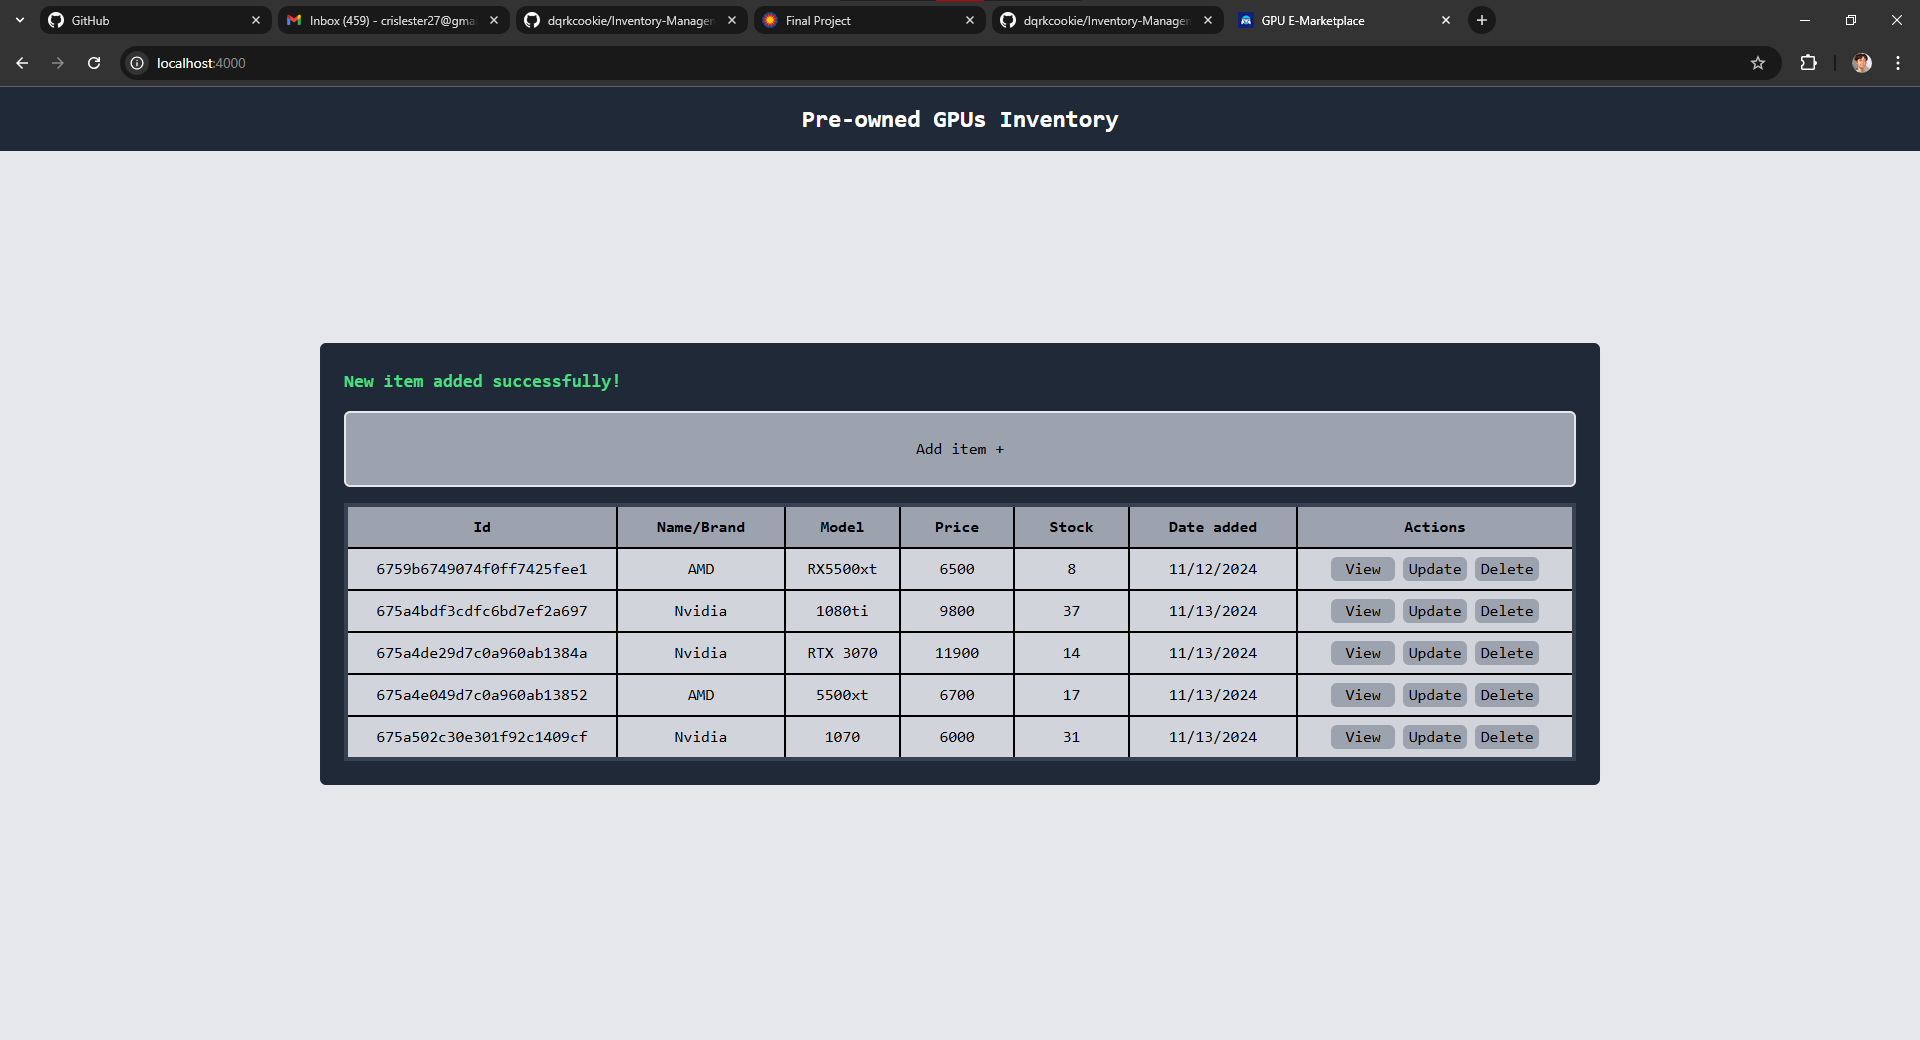 GitHub
Inbox (459) - crislester27@gma
dqrkcookie/Inventory-Manager
Final Project
dqrkcookie/Inventory-Manager
GPU E-Marketplace
localhost:4000
Pre-owned GPUs Inventory
New item added successfully!
Add item +
Id Name/Brand Model Price Stock Date added Actions
6759b6749074f0ff7425fee1 AMD RX5500xt 6500 8 11/12/2024 View Update Delete
675a4bdf3cdfc6bd7ef2a697 Nvidia 1080ti 9800 37 11/13/2024 View Update Delete
675a4de29d7c0a960ab1384a Nvidia RTX 3070 11900 14 11/13/2024 View Update Delete
675a4e049d7c0a960ab13852 AMD 5500xt 6700 17 11/13/2024 View Update Delete
675a502c30e301f92c1409cf Nvidia 1070 6000 31 11/13/2024 View Update Delete